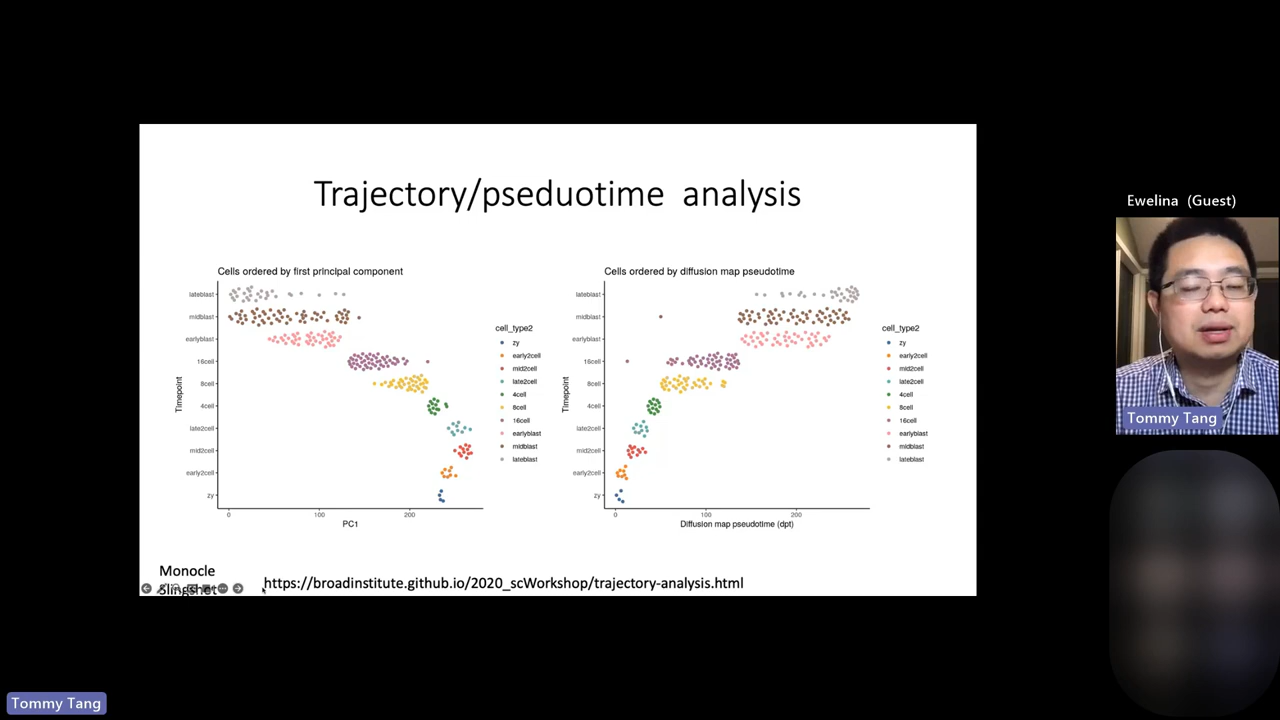 Trajectory/pseduotime analysis
Cells ordered by first principal component
lateblast
midblast
earlyblast
16cell
8cell
4cell
late2cell
mid2cell
early2cell
zy
Timepoint
0 100 200
PC1
cell_type2
zy
early2cell
mid2cell
late2cell
4cell
8cell
16cell
earlyblast
midblast
lateblast
Cells ordered by diffusion map pseudotime
lateblast
midblast
earlyblast
16cell
8cell
4cell
late2cell
mid2cell
early2cell
zy
Timepoint
0 100 200
Diffusion map pseudotime (dpt)
cell_type2
zy
early2cell
mid2cell
late2cell
4cell
8cell
16cell
earlyblast
midblast
lateblast
Monocle
Slingshot
https://broadinstitute.github.io/2020_scWorkshop/trajectory-analysis.html
Ewelina (Guest)
Tommy Tang
Tommy Tang